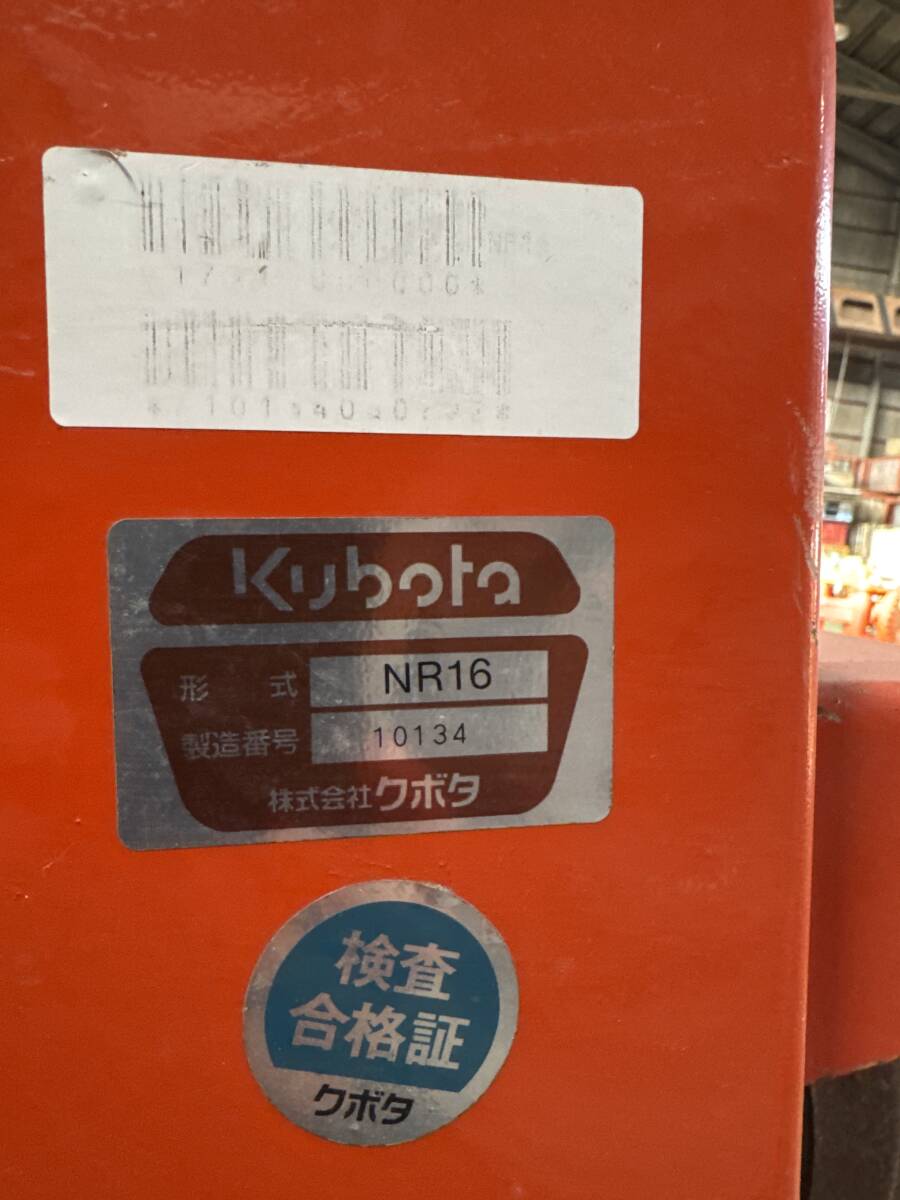 Kubota
形式 NR16
製造番号 10134
株式会社クボタ
検査
合格証
クボタ